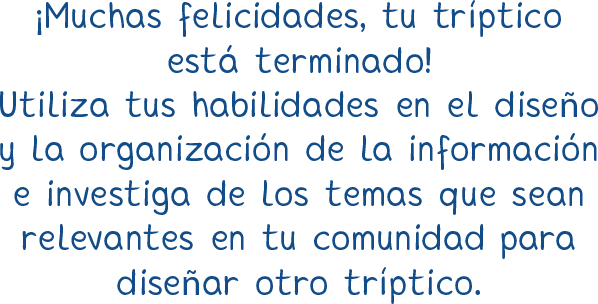 ¡Muchas felicidades, tu tríptico
está terminado!
Utiliza tus habilidades en el diseño
y la organización de la información
e investiga de los temas que sean
relevantes en tu comunidad para
diseñar otro tríptico.